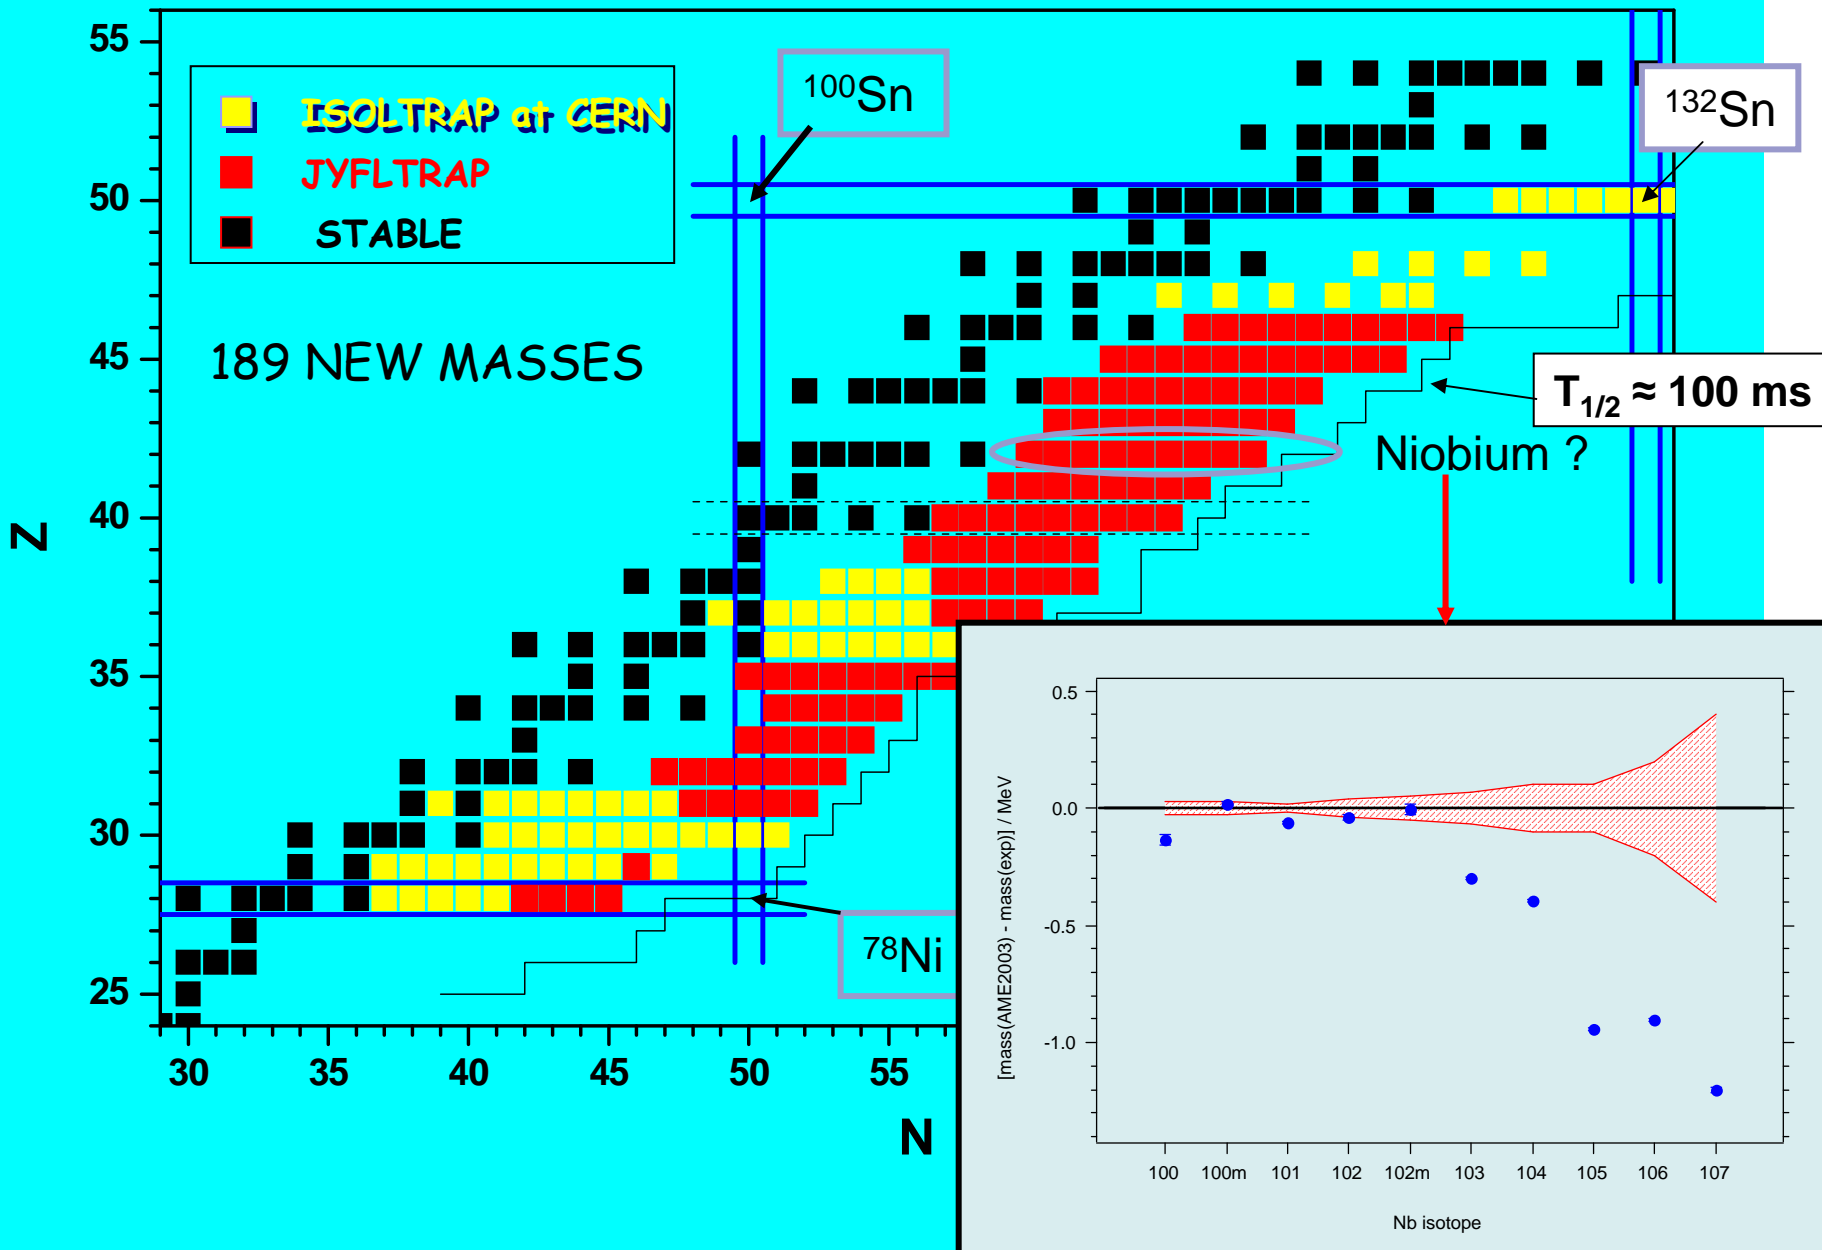 55
50
45
40
35
30
25
Z
ISOLTRAP at CERN
JYFLTRAP
STABLE
189 NEW MASSES
100Sn
132Sn
T1/2 ≈ 100 ms
Niobium ?
78Ni
30 35 40 45 50 55
N
0.5
0.0
-0.5
-1.0
[mass(AME2003) - mass(exp)] / MeV
100 100m 101 102 102m 103 104 105 106 107
Nb isotope